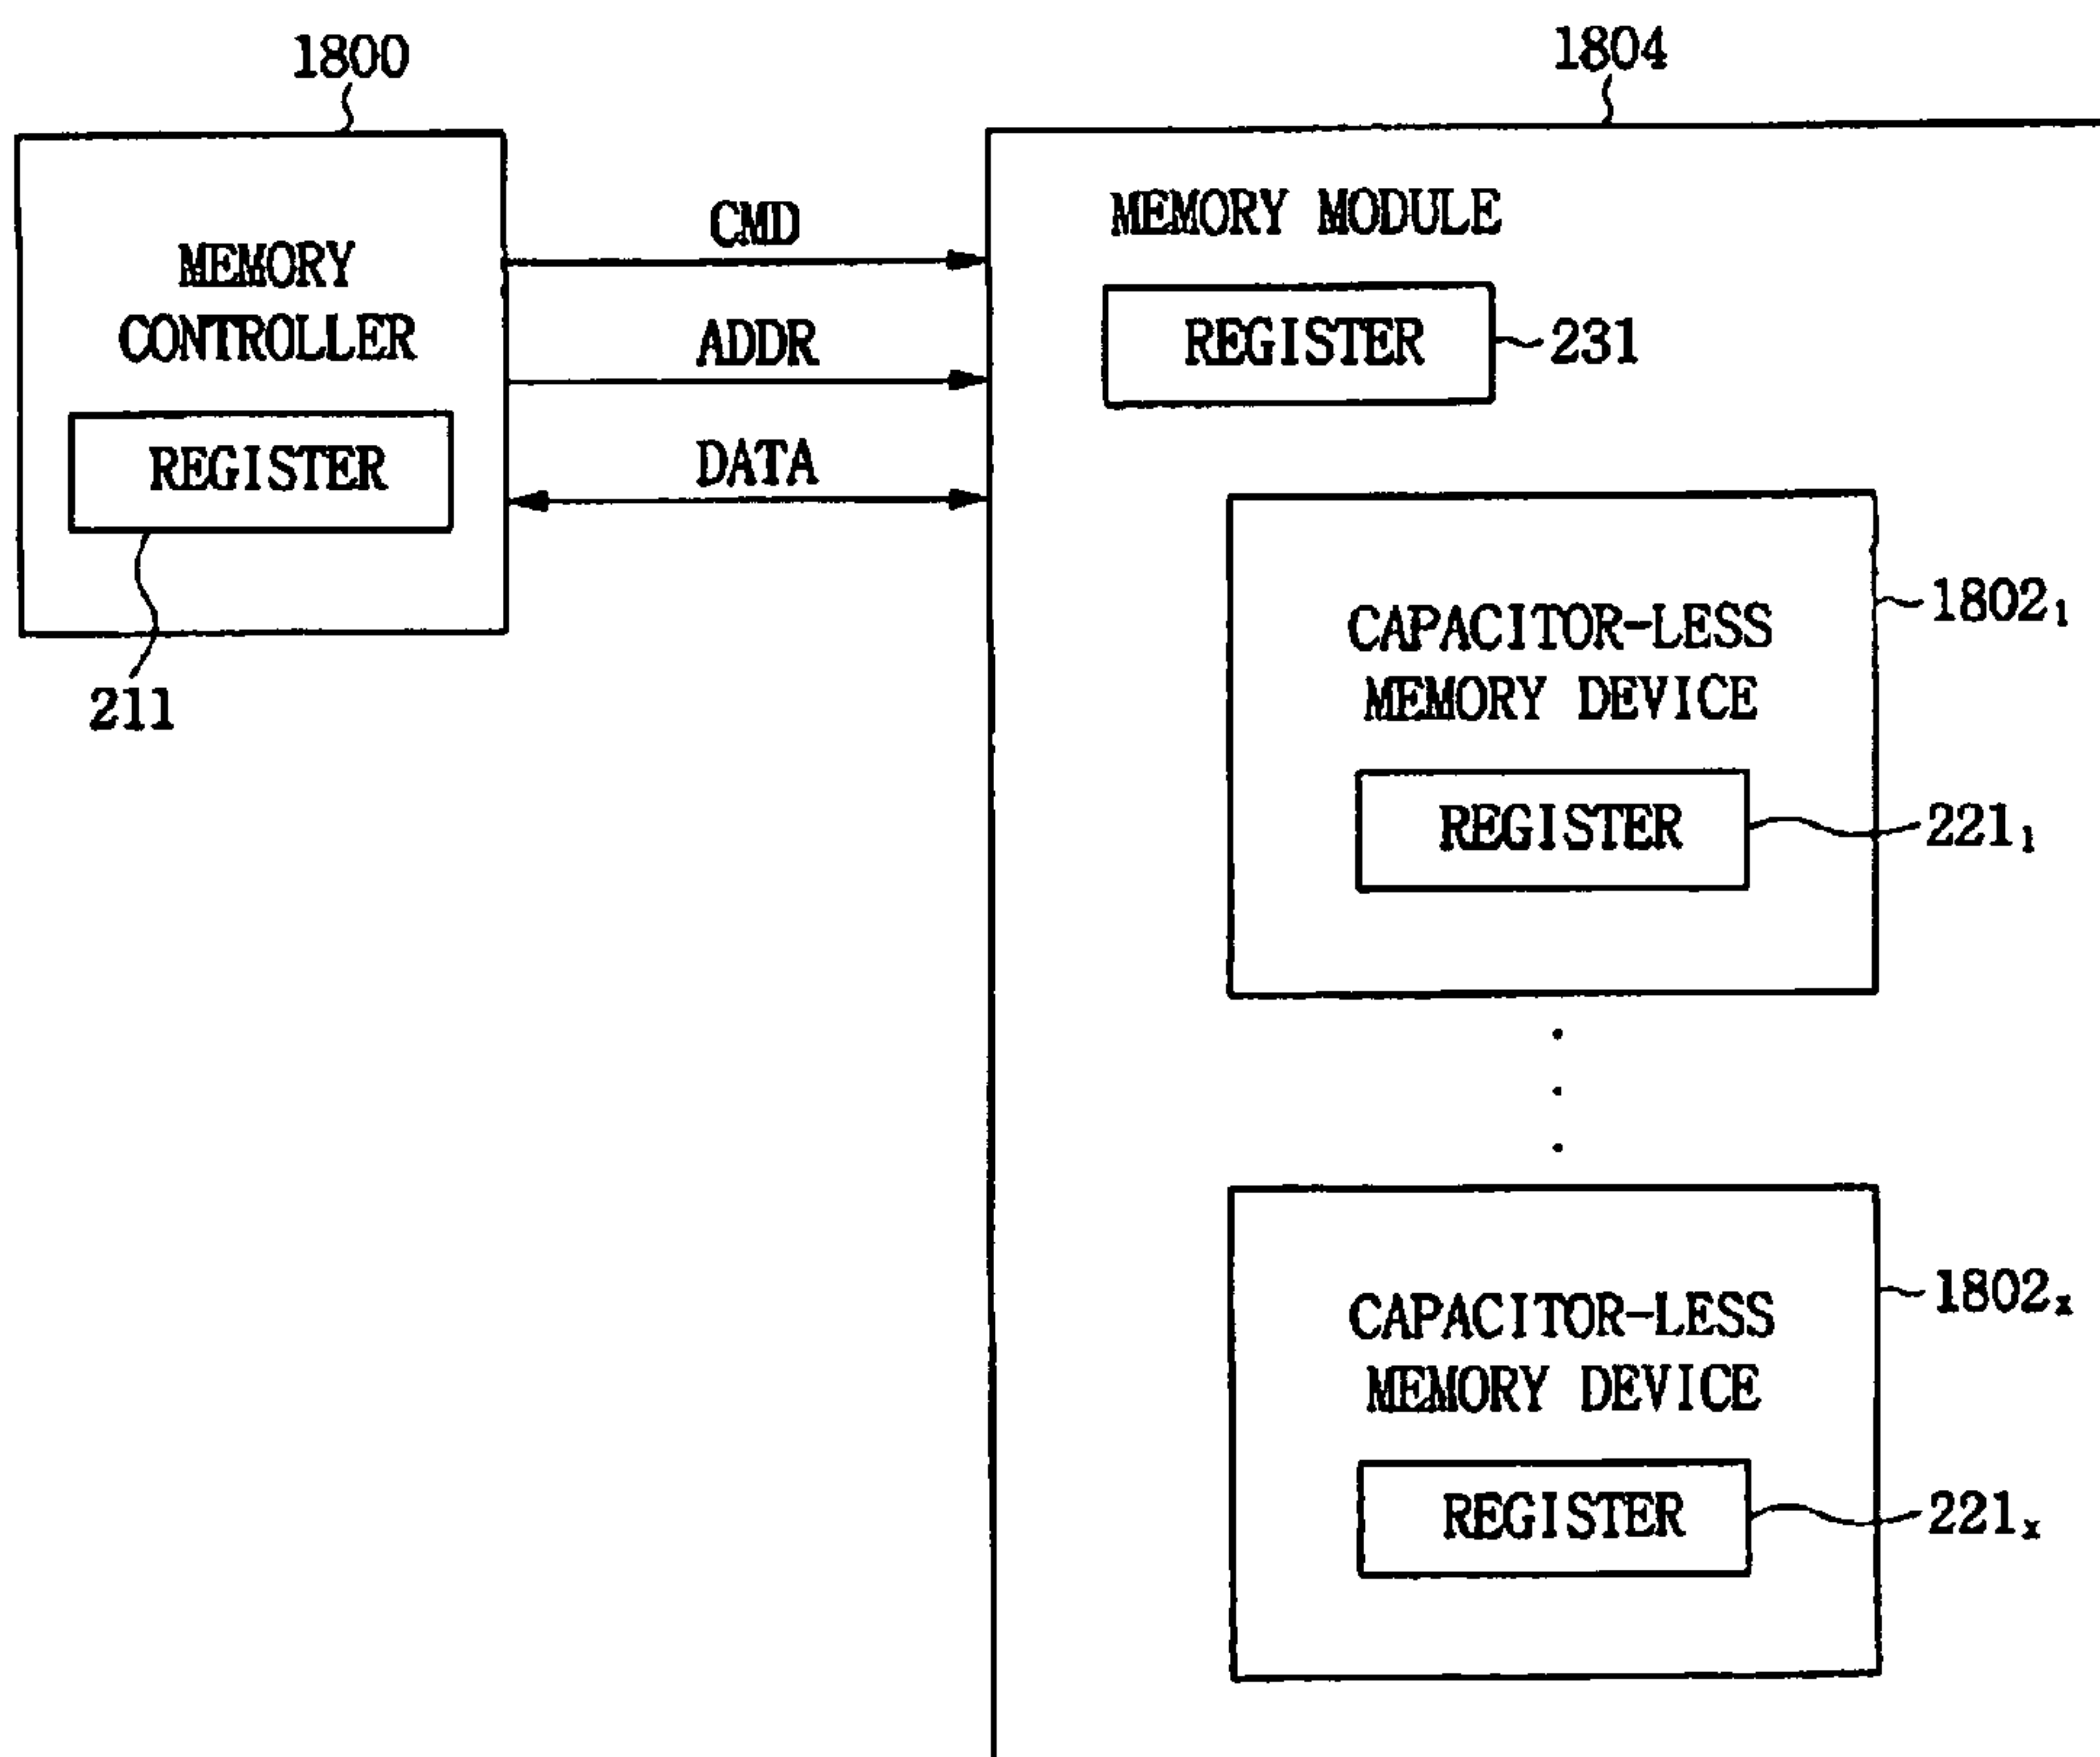 1800
1804
MEMORY
CONTROLLER
REGISTER
211
CMD
ADDR
DATA
MEMORY MODULE
REGISTER
231
CAPACITOR-LESS
MEMORY DEVICE
1802₁
REGISTER
221₁
CAPACITOR-LESS
MEMORY DEVICE
1802ₓ
REGISTER
221ₓ